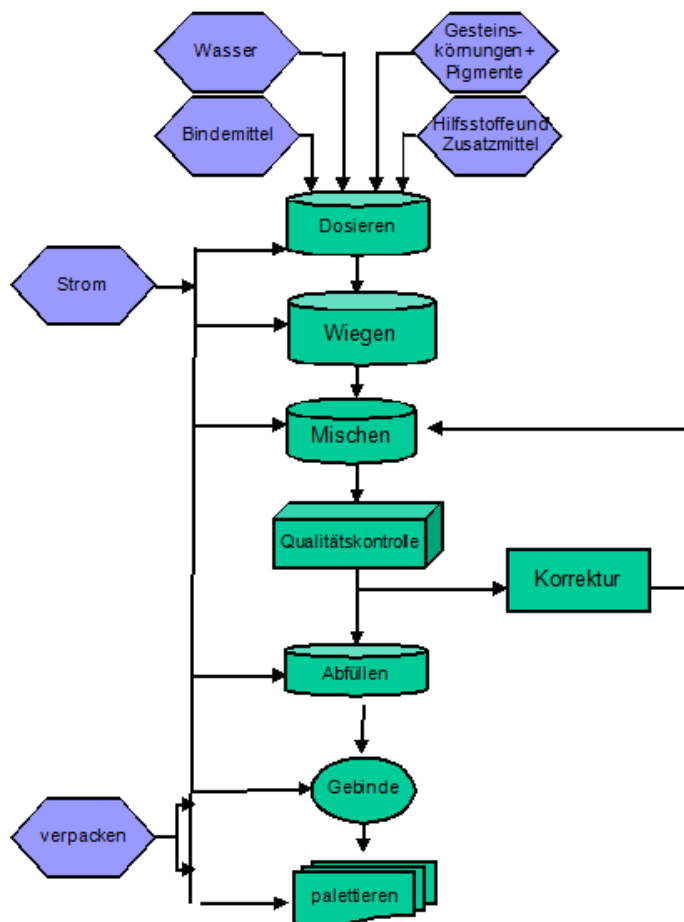 Wasser
Gesteins-
körnungen +
Pigmente
Bindemittel
Hilfsstoffeund
Zusatzmittel
Dosieren
Strom
Wiegen
Mischen
Qualitätskontrolle
Korrektur
Abfüllen
Gebinde
verpacken
palettieren